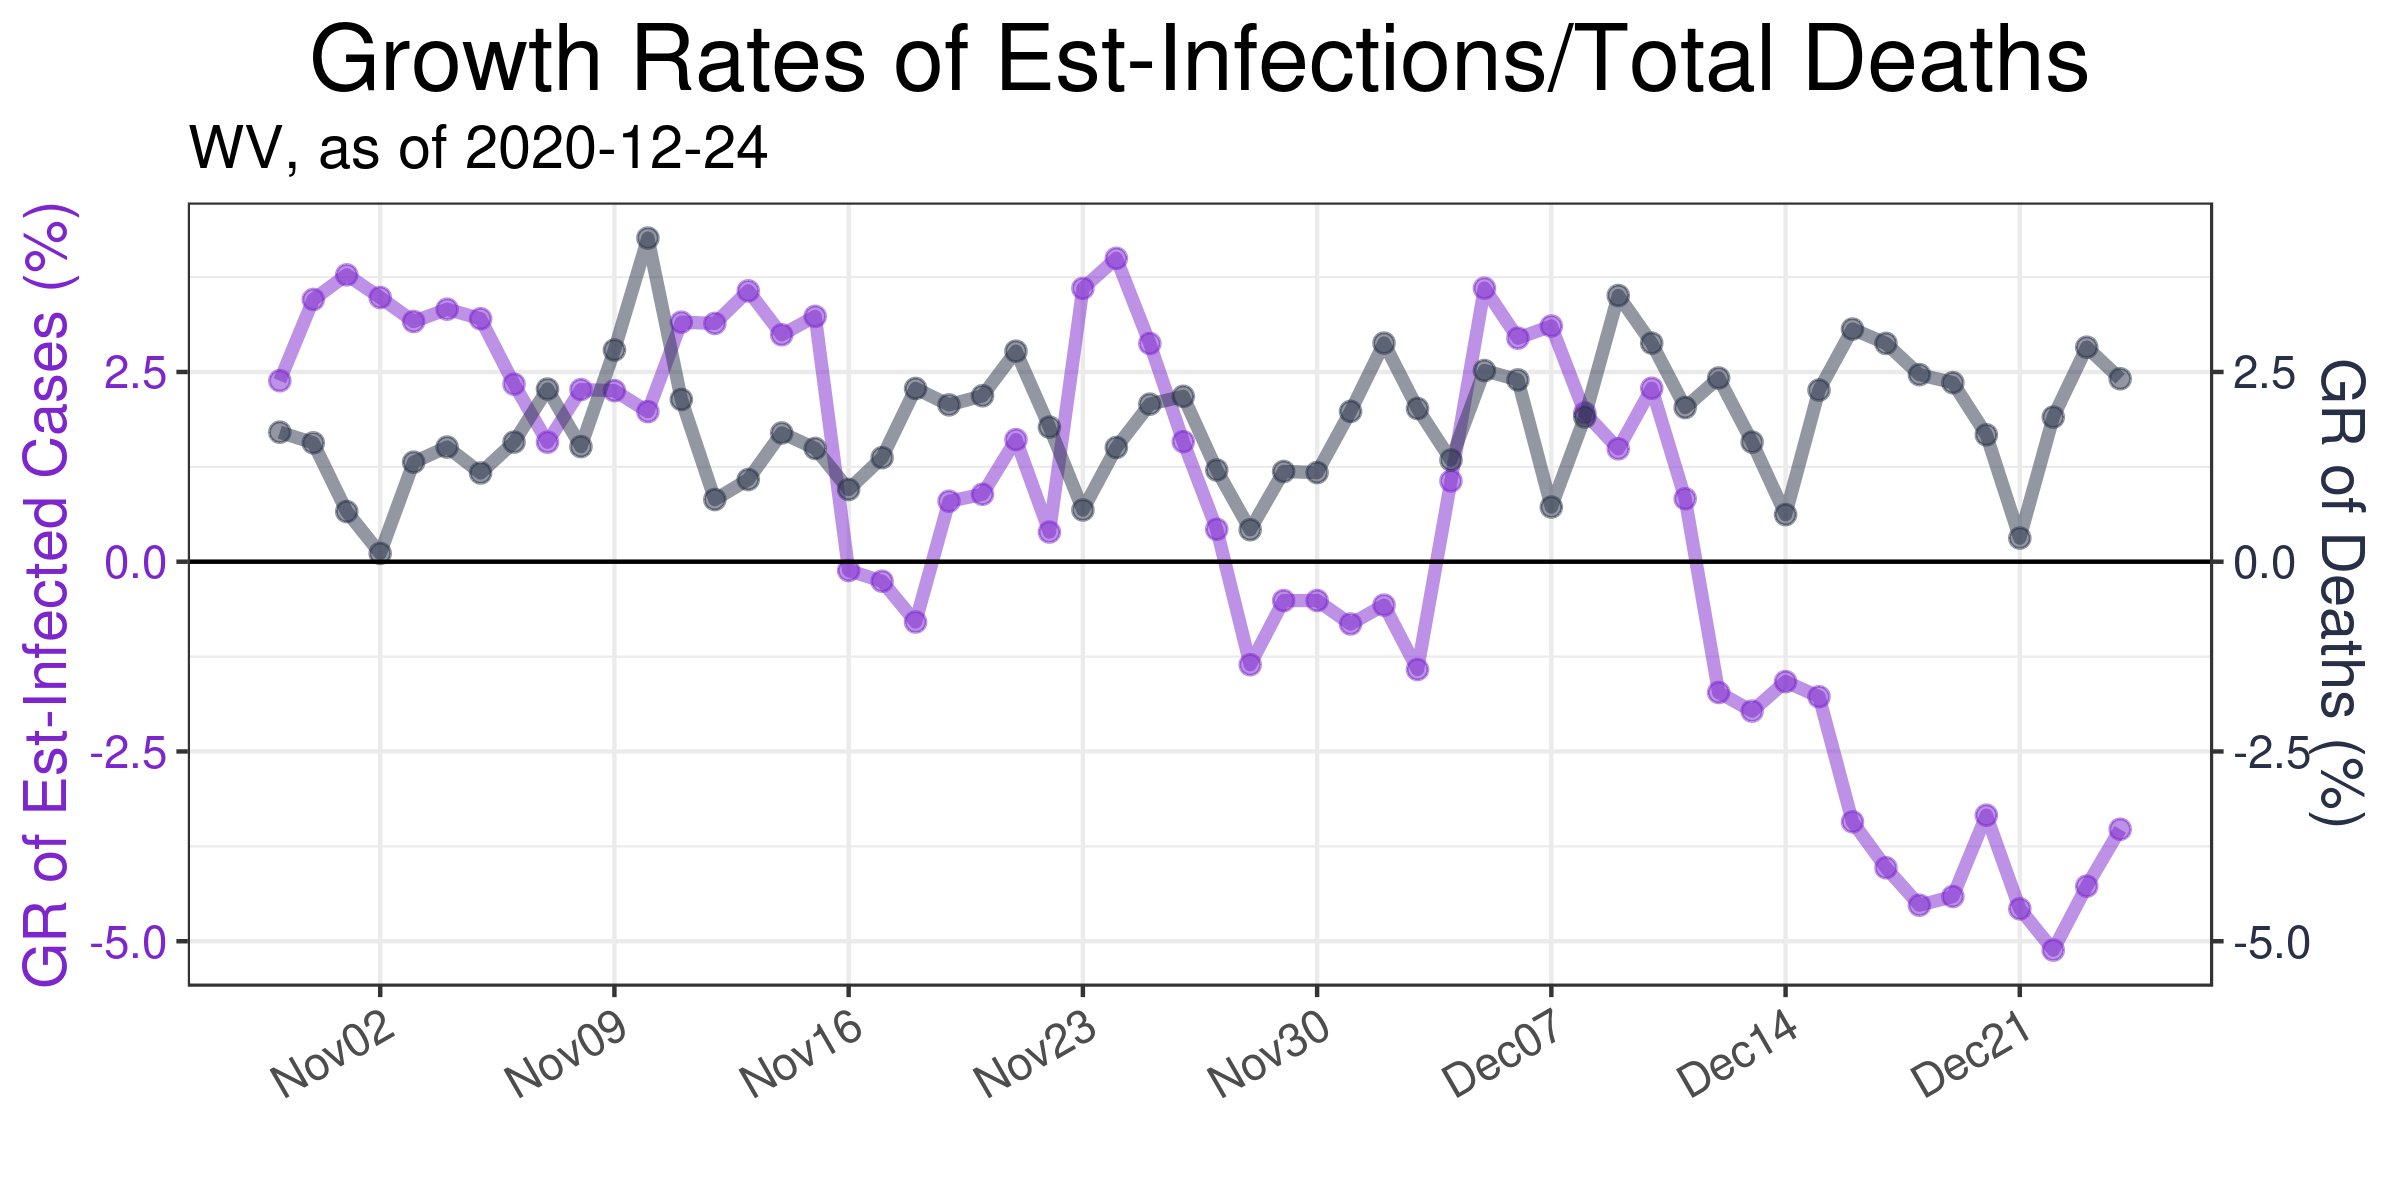 Growth Rates of Est-Infections/Total Deaths
WV, as of 2020-12-24
GR of Est-Infected Cases (%)
2.5
0.0
-2.5
-5.0
2.5
0.0
-2.5
-5.0
GR of Deaths (%)
Nov02
Nov09
Nov16
Nov23
Nov30
Dec07
Dec14
Dec21